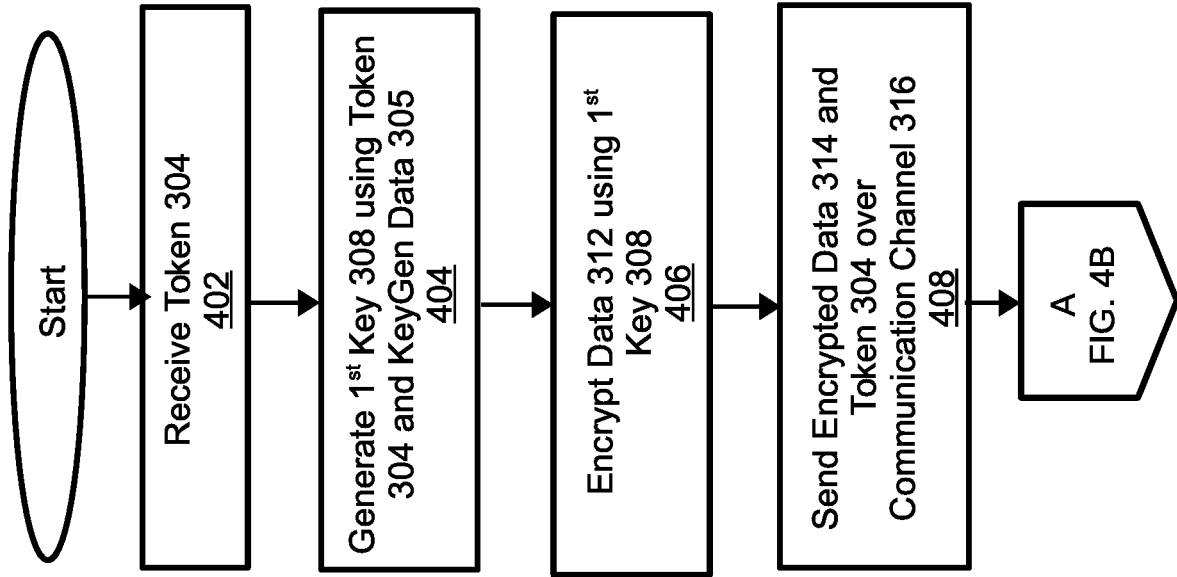 Start
Receive Token 304
402
Generate 1st Key 308 using Token
304 and KeyGen Data 305
404
Encrypt Data 312 using 1st
Key 308
406
Send Encrypted Data 314 and
Token 304 over
Communication Channel 316
408
A
FIG. 4B